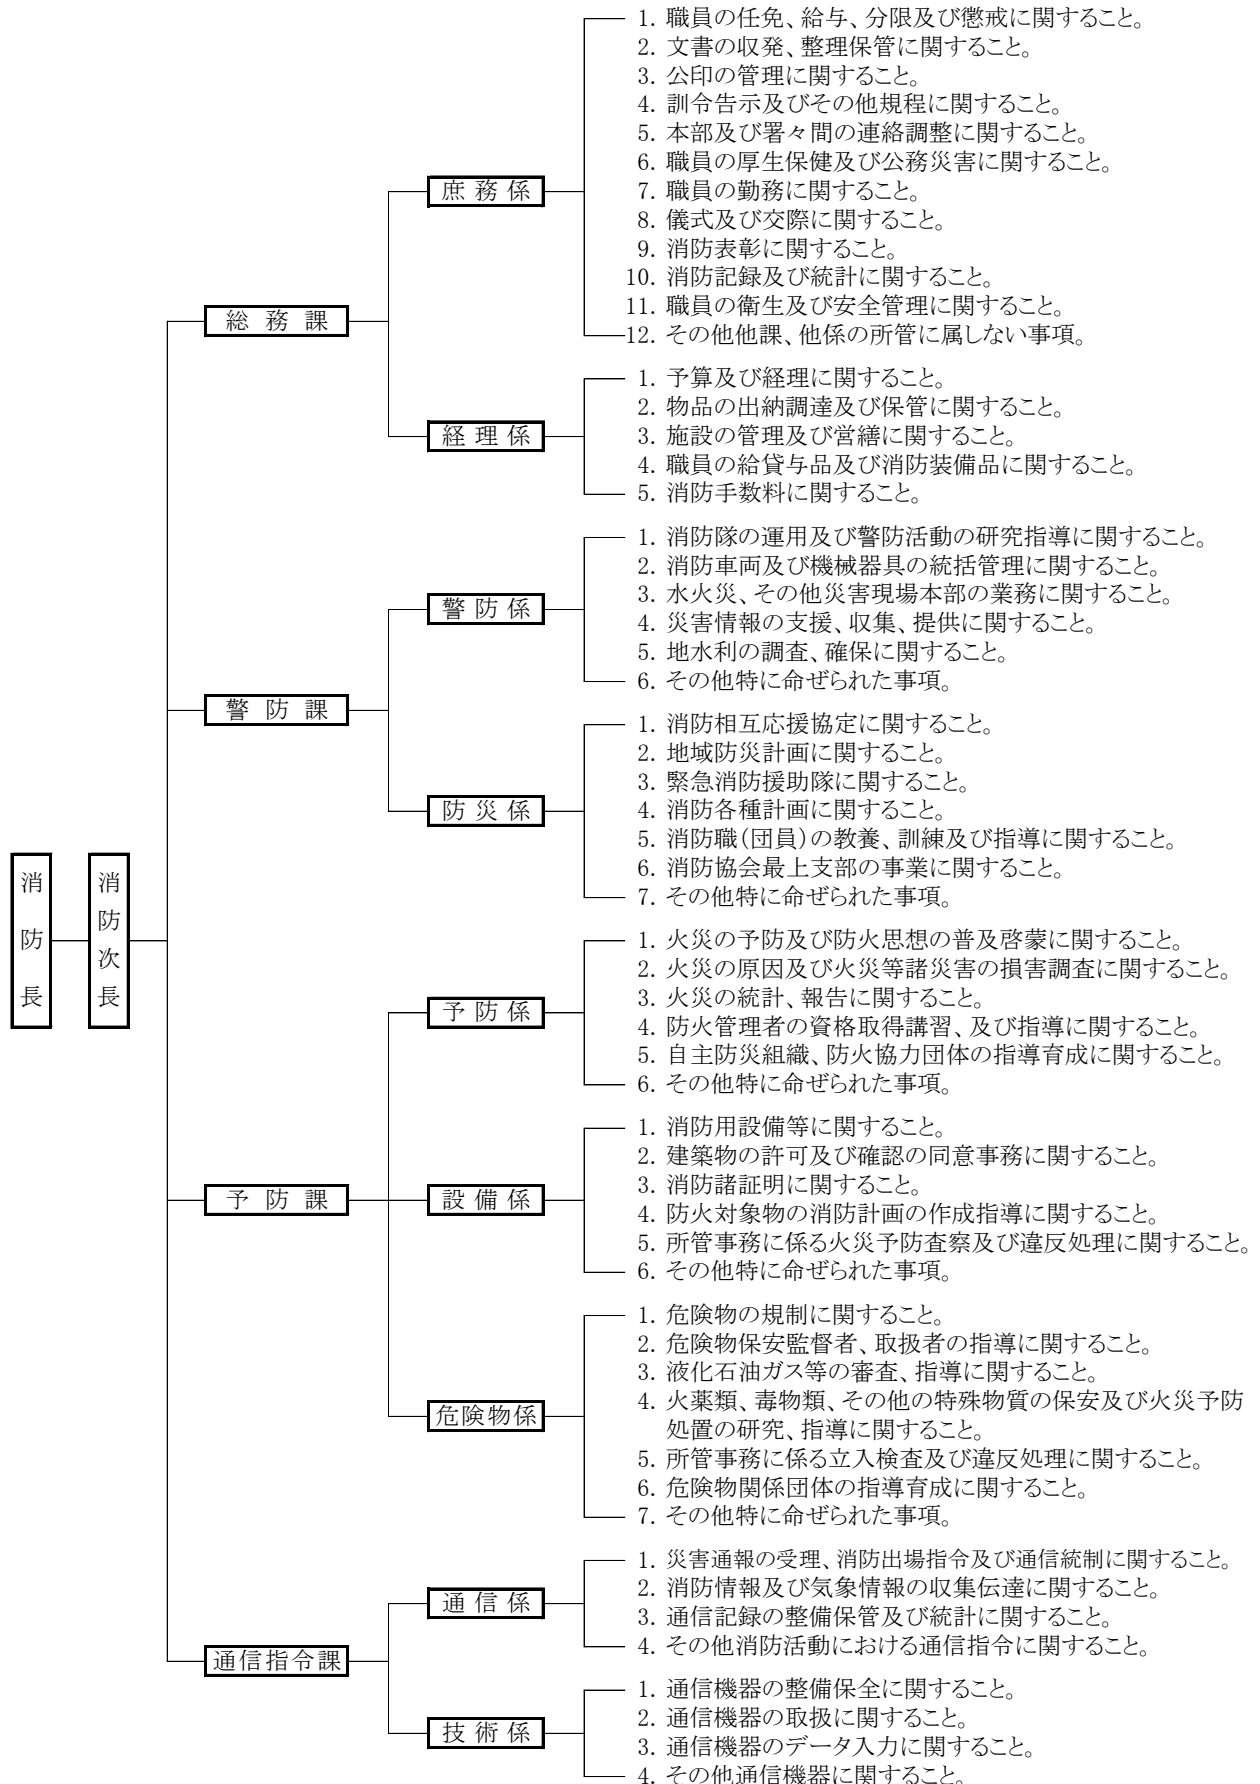 消防長
消防次長
総務課
庶務係
1. 職員の任免、給与、分限及び懲戒に関すること。
2. 文書の収発、整理保管に関すること。
3. 公印の管理に関すること。
4. 訓令告示及びその他規程に関すること。
5. 本部及び署々間の連絡調整に関すること。
6. 職員の厚生保健及び公務災害に関すること。
7. 職員の勤務に関すること。
8. 儀式及び交際に関すること。
9. 消防表彰に関すること。
10. 消防記録及び統計に関すること。
11. 職員の衛生及び安全管理に関すること。
12. その他他課、他係の所管に属しない事項。
経理係
1. 予算及び経理に関すること。
2. 物品の出納調達及び保管に関すること。
3. 施設の管理及び営繕に関すること。
4. 職員の給貸与品及び消防装備品に関すること。
5. 消防手数料に関すること。
警防課
警防係
1. 消防隊の運用及び警防活動の研究指導に関すること。
2. 消防車両及び機械器具の統括管理に関すること。
3. 水火災、その他災害現場本部の業務に関すること。
4. 災害情報の支援、収集、提供に関すること。
5. 地水利の調査、確保に関すること。
6. その他特に命ぜられた事項。
防災係
1. 消防相互応援協定に関すること。
2. 地域防災計画に関すること。
3. 緊急消防援助隊に関すること。
4. 消防各種計画に関すること。
5. 消防職(団員)の教養、訓練及び指導に関すること。
6. 消防協会最上支部の事業に関すること。
7. その他特に命ぜられた事項。
予防課
予防係
1. 火災の予防及び防火思想の普及啓蒙に関すること。
2. 火災の原因及び火災等諸災害の損害調査に関すること。
3. 火災の統計、報告に関すること。
4. 防火管理者の資格取得講習、及び指導に関すること。
5. 自主防災組織、防火協力団体の指導育成に関すること。
6. その他特に命ぜられた事項。
設備係
1. 消防用設備等に関すること。
2. 建築物の許可及び確認の同意事務に関すること。
3. 消防諸証明に関すること。
4. 防火対象物の消防計画の作成指導に関すること。
5. 所管事務に係る火災予防査察及び違反処理に関すること。
6. その他特に命ぜられた事項。
危険物係
1. 危険物の規制に関すること。
2. 危険物保安監督者、取扱者の指導に関すること。
3. 液化石油ガス等の審査、指導に関すること。
4. 火薬類、毒物類、その他の特殊物質の保安及び火災予防
処置の研究、指導に関すること。
5. 所管事務に係る立入検査及び違反処理に関すること。
6. 危険物関係団体の指導育成に関すること。
7. その他特に命ぜられた事項。
通信指令課
通信係
1. 災害通報の受理、消防出場指令及び通信統制に関すること。
2. 消防情報及び気象情報の収集伝達に関すること。
3. 通信記録の整備保管及び統計に関すること。
4. その他消防活動における通信指令に関すること。
技術係
1. 通信機器の整備保全に関すること。
2. 通信機器の取扱に関すること。
3. 通信機器のデータ入力に関すること。
4. その他通信機器に関すること。